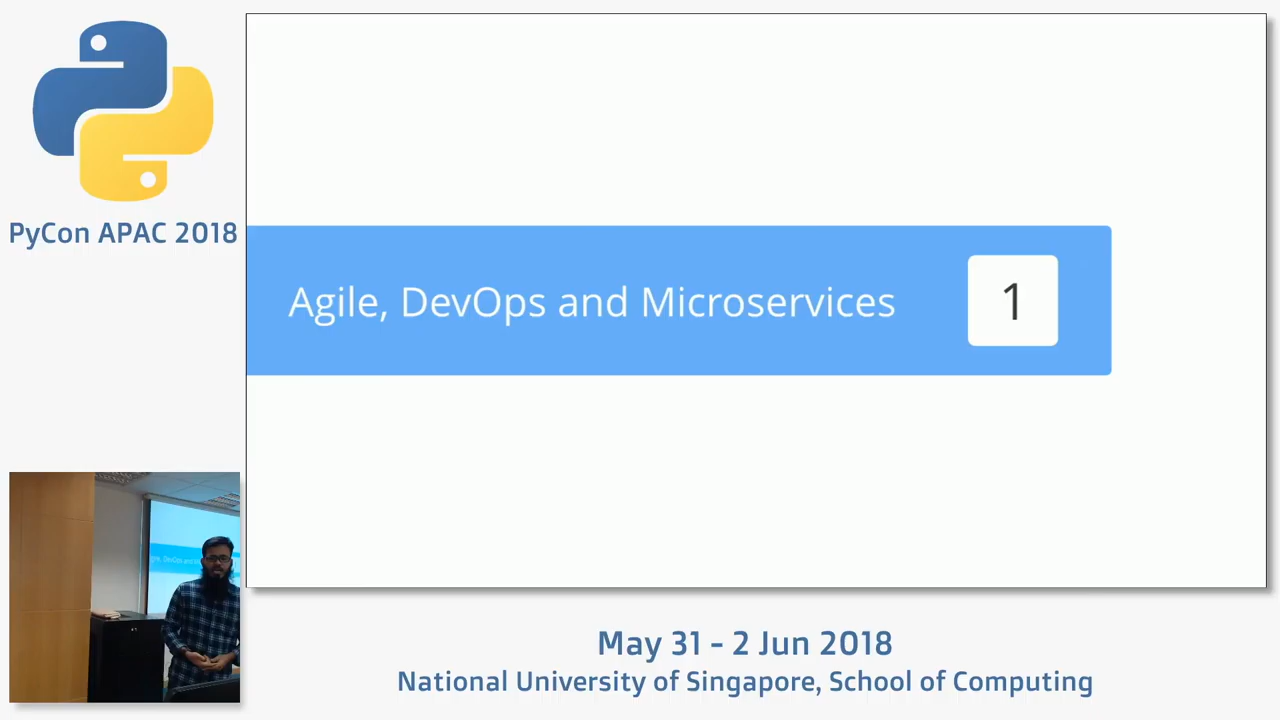 PyCon APAC 2018
Agile, DevOps and Microservices
1
May 31 - 2 Jun 2018
National University of Singapore, School of Computing